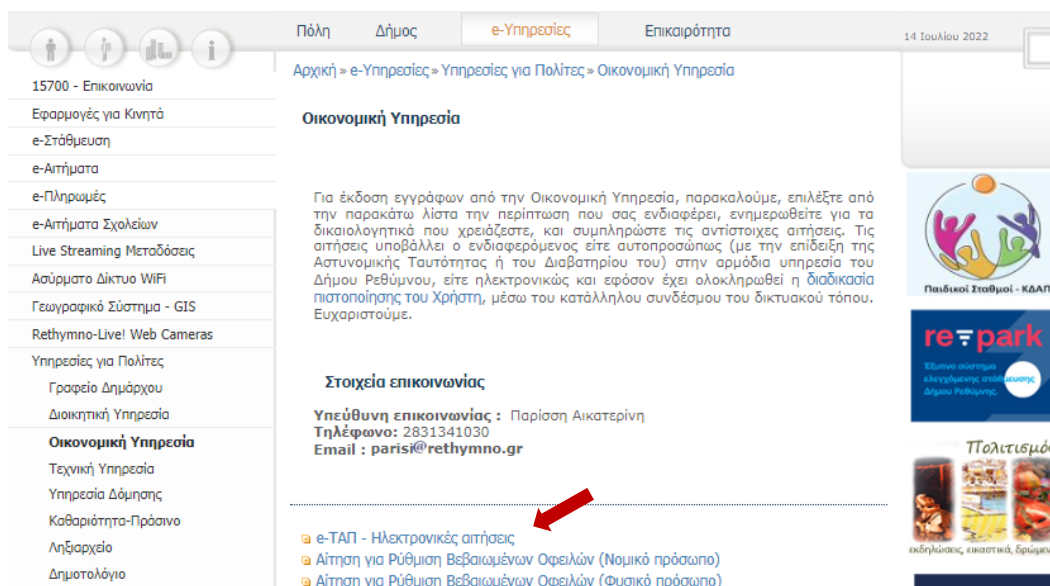 Πόλη Δήμος e-Υπηρεσίες Επικαιρότητα
14 Ιουλίου 2022
Αρχική » e-Υπηρεσίες » Υπηρεσίες για Πολίτες » Οικονομική Υπηρεσία
15700 - Επικοινωνία
Εφαρμογές για Κινητά
e-Στάθμευση
e-Αιτήματα
e-Πληρωμές
e-Αιτήματα Σχολείων
Live Streaming Μεταδόσεις
Ασύρματο Δίκτυο WiFi
Γεωγραφικό Σύστημα - GIS
Rethymno-Live! Web Cameras
Υπηρεσίες για Πολίτες
Γραφείο Δημάρχου
Διοικητική Υπηρεσία
Οικονομική Υπηρεσία
Τεχνική Υπηρεσία
Υπηρεσία Δόμησης
Καθαριότητα-Πράσινο
Ληξιαρχείο
Δημοτολόγιο
Οικονομική Υπηρεσία
Για έκδοση εγγράφων από την Οικονομική Υπηρεσία, παρακαλούμε, επιλέξτε από
την παρακάτω λίστα την περίπτωση που σας ενδιαφέρει, ενημερωθείτε για τα
δικαιολογητικά που χρειάζεστε, και συμπληρώστε τις αντίστοιχες αιτήσεις. Τις
αιτήσεις υποβάλλει ο ενδιαφερόμενος είτε αυτοπροσώπως (με την επίδειξη της
Αστυνομικής Ταυτότητας ή του Διαβατηρίου του) στην αρμόδια υπηρεσία του
Δήμου Ρεθύμνου, είτε ηλεκτρονικώς και εφόσον έχει ολοκληρωθεί η διαδικασία
πιστοποίησης του Χρήστη, μέσω του κατάλληλου συνδέσμου του δικτυακού τόπου.
Ευχαριστούμε.
Στοιχεία επικοινωνίας
Υπεύθυνη επικοινωνίας : Παρίσση Αικατερίνη
Τηλέφωνο: 2831341030
Email : parisi@rethymno.gr
e-ΤΑΠ - Ηλεκτρονικές αιτήσεις
Αίτηση για Ρύθμιση Βεβαιωμένων Οφειλών (Νομικό πρόσωπο)
Αίτηση για Ρύθμιση Βεβαιωμένων Οφειλών (Φυσικό πρόσωπο)
Παιδικοί Σταθμοί - ΚΔΑΠ
re-park
Έξυπνο σύστημα
ελεγχόμενης στάθμευσης
Δήμου Ρεθύμνης.
Πολιτισμό
εκδηλώσεις, εικαστικά, δρώμεν